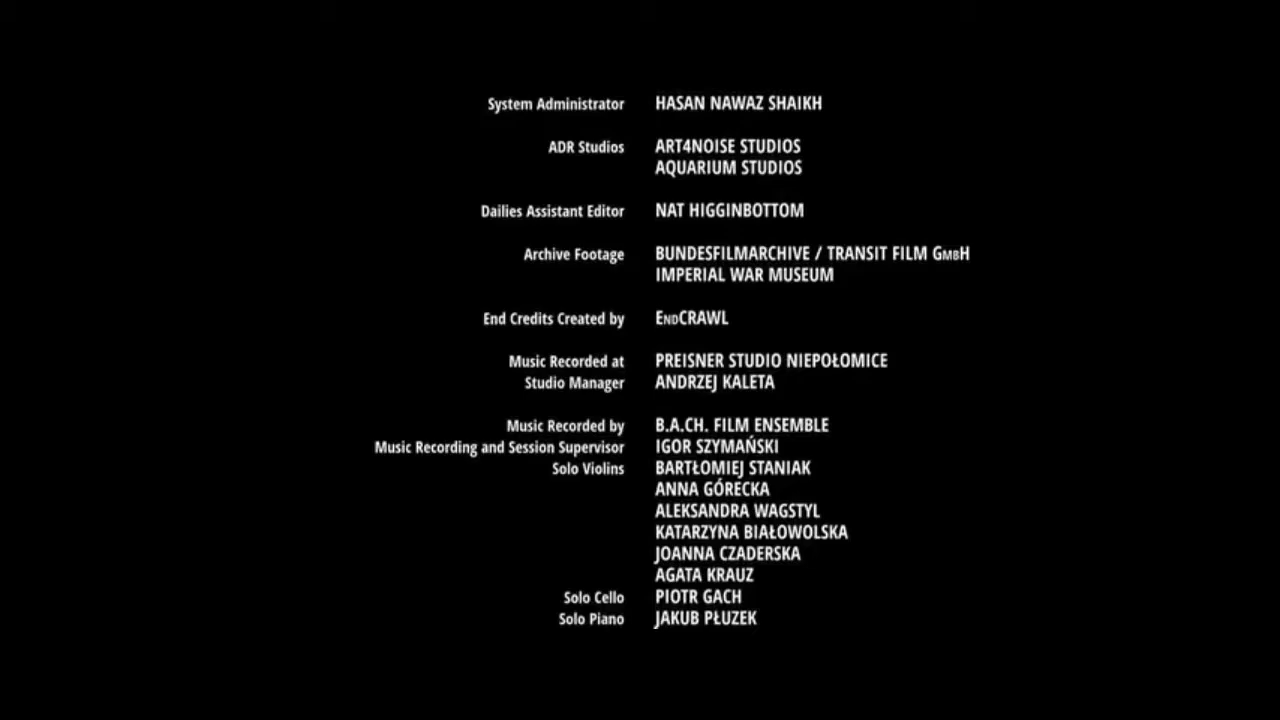 System Administrator HASAN NAWAZ SHAIKH
ADR Studios ART4NOISE STUDIOS
AQUARIUM STUDIOS
Dailies Assistant Editor NAT HIGGINBOTTOM
Archive Footage BUNDESFILMARCHIVE / TRANSIT FILM GMBH
IMPERIAL WAR MUSEUM
End Credits Created by ENDCRAWL
Music Recorded at PREISNER STUDIO NIEPOŁOMICE
Studio Manager ANDRZEJ KALETA
Music Recorded by B.A.CH. FILM ENSEMBLE
Music Recording and Session Supervisor IGOR SZYMAŃSKI
Solo Violins BARTŁOMIEJ STANIAK
ANNA GÓRECKA
ALEKSANDRA WAGSTYL
KATARZYNA BIAŁOWOLSKA
JOANNA CZADERSKA
AGATA KRAUZ
Solo Cello PIOTR GACH
Solo Piano JAKUB PŁUZEK